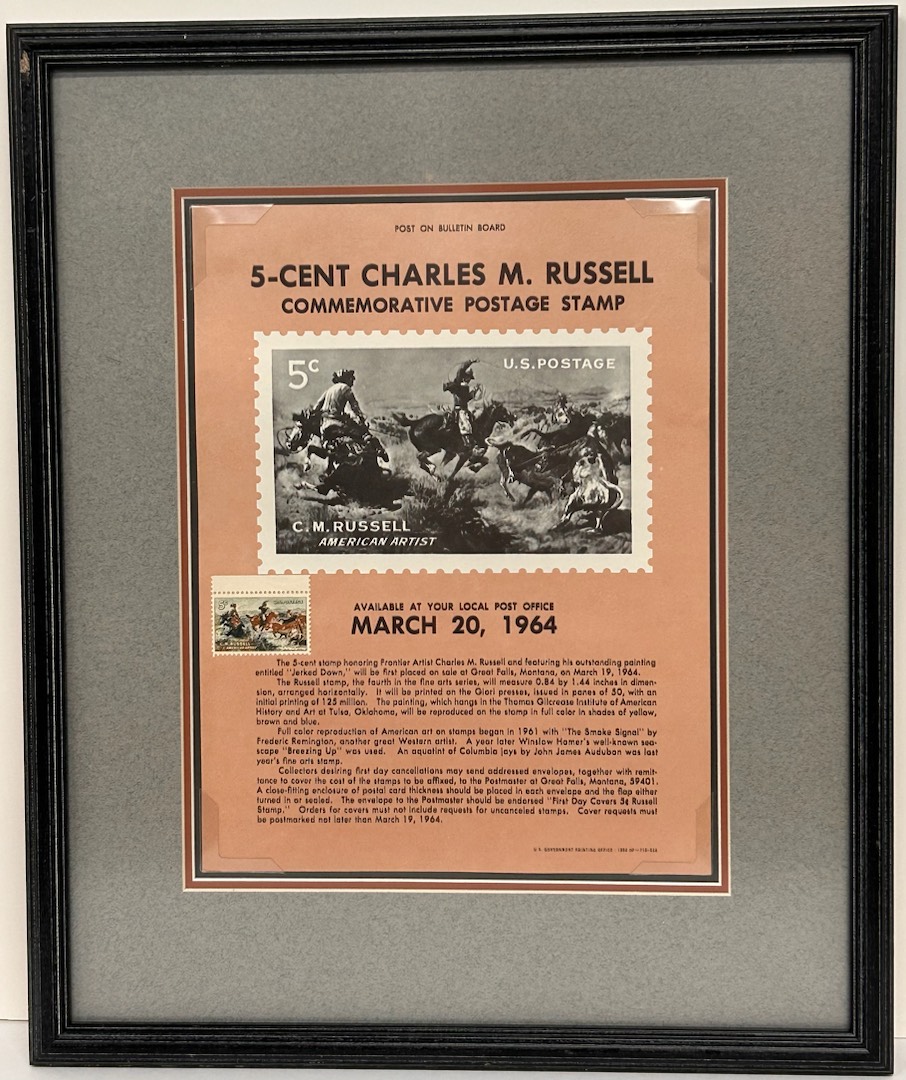 POST ON BULLETIN BOARD
5-CENT CHARLES M. RUSSELL
COMMEMORATIVE POSTAGE STAMP
5c
U.S.POSTAGE
C.M.RUSSELL
AMERICAN ARTIST
AVAILABLE AT YOUR LOCAL POST OFFICE
MARCH 20, 1964
5c
C.M.RUSSELL
AMERICAN ARTIST
The 5-cent stamp honoring Frontier Artist Charles M. Russell and featuring his outstanding painting
entitled "Jerked Down," will be first placed on sale at Great Falls, Montana, on March 19, 1964.
The Russell stamp, the fourth in the fine arts series, will measure 0.84 by 1.44 inches in dimen-
sion, arranged horizontally. It will be printed on the Giori presses, issued in panes of 50, with an
initial printing of 125 million. The painting, which hangs in the Thomas Gilcrease Institute of American
History and Art at Tulsa, Oklahoma, will be reproduced on the stamp in full color in shades of yellow,
brown and blue.
Full color reproduction of American art on stamps began in 1961 with "The Smoke Signal" by
Frederic Remington, another great Western artist. A year later Winslow Homer's well-known sea-
scape "Breezing Up" was used. An aquatint of Columbia Jays by John James Audubon was last
year's fine arts stamp.
Collectors desiring first day cancellations may send addressed envelopes, together with remit-
tance to cover the cost of the stamps to be affixed, to the Postmaster at Great Falls, Montana, 59401.
A close-fitting enclosure of postal card thickness should be placed in each envelope and the flap either
turned in or sealed. The envelope to the Postmaster should be endorsed "First Day Covers 5¢ Russell
Stamp." Orders for covers must not include requests for uncanceled stamps. Cover requests must
be postmarked not later than March 19, 1964.
U.S. GOVERNMENT PRINTING OFFICE